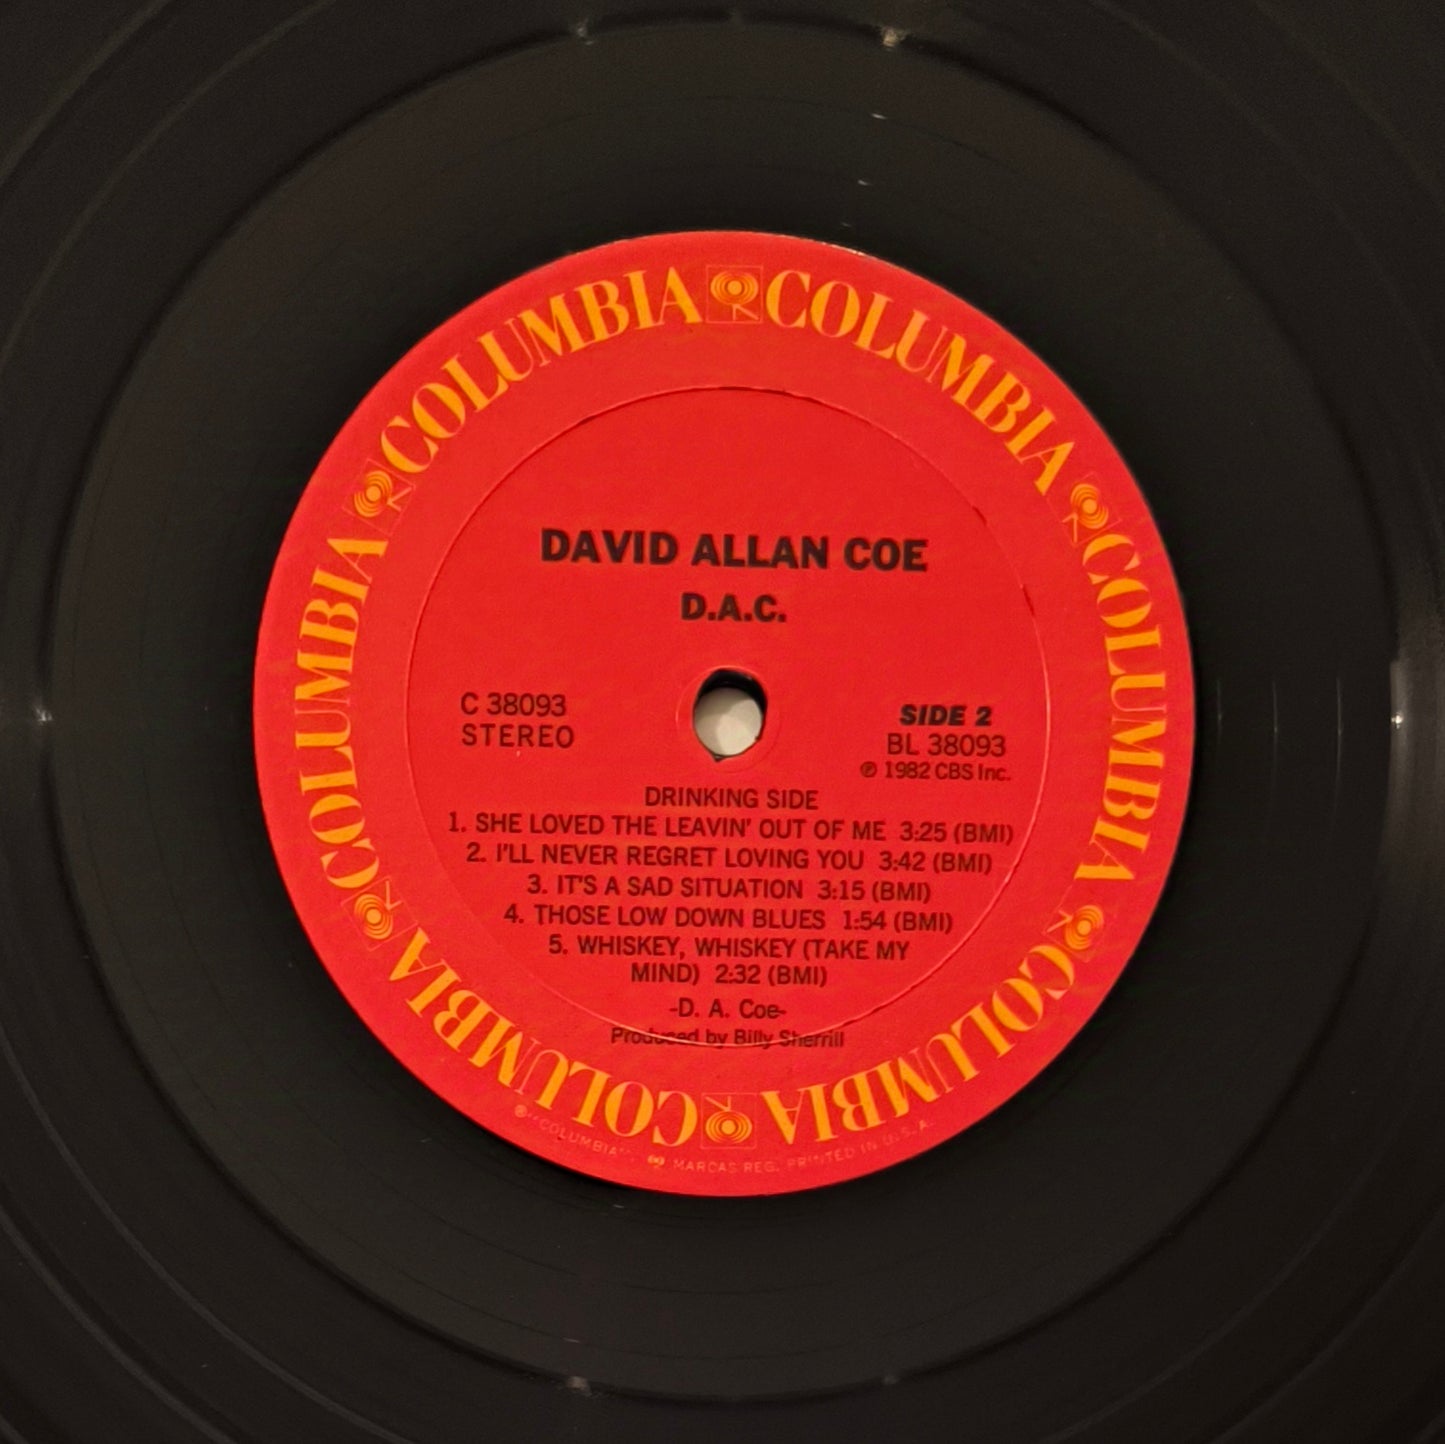 COLUMBIA COLUMBIA COLUMBIA COLUMBIA COLUMBIA COLUMBIA
DAVID ALLAN COE
D.A.C.
C 38093
STEREO
SIDE 2
BL 38093
℗ 1982 CBS Inc.
DRINKING SIDE
1. SHE LOVED THE LEAVIN' OUT OF ME 3:25 (BMI)
2. I'LL NEVER REGRET LOVING YOU 3:42 (BMI)
3. IT'S A SAD SITUATION 3:15 (BMI)
4. THOSE LOW DOWN BLUES 1:54 (BMI)
5. WHISKEY, WHISKEY (TAKE MY
MIND) 2:32 (BMI)
-D. A. Coe-
Produced by Billy Sherrill
® "COLUMBIA", MARCAS REG. PRINTED IN U.S.A.